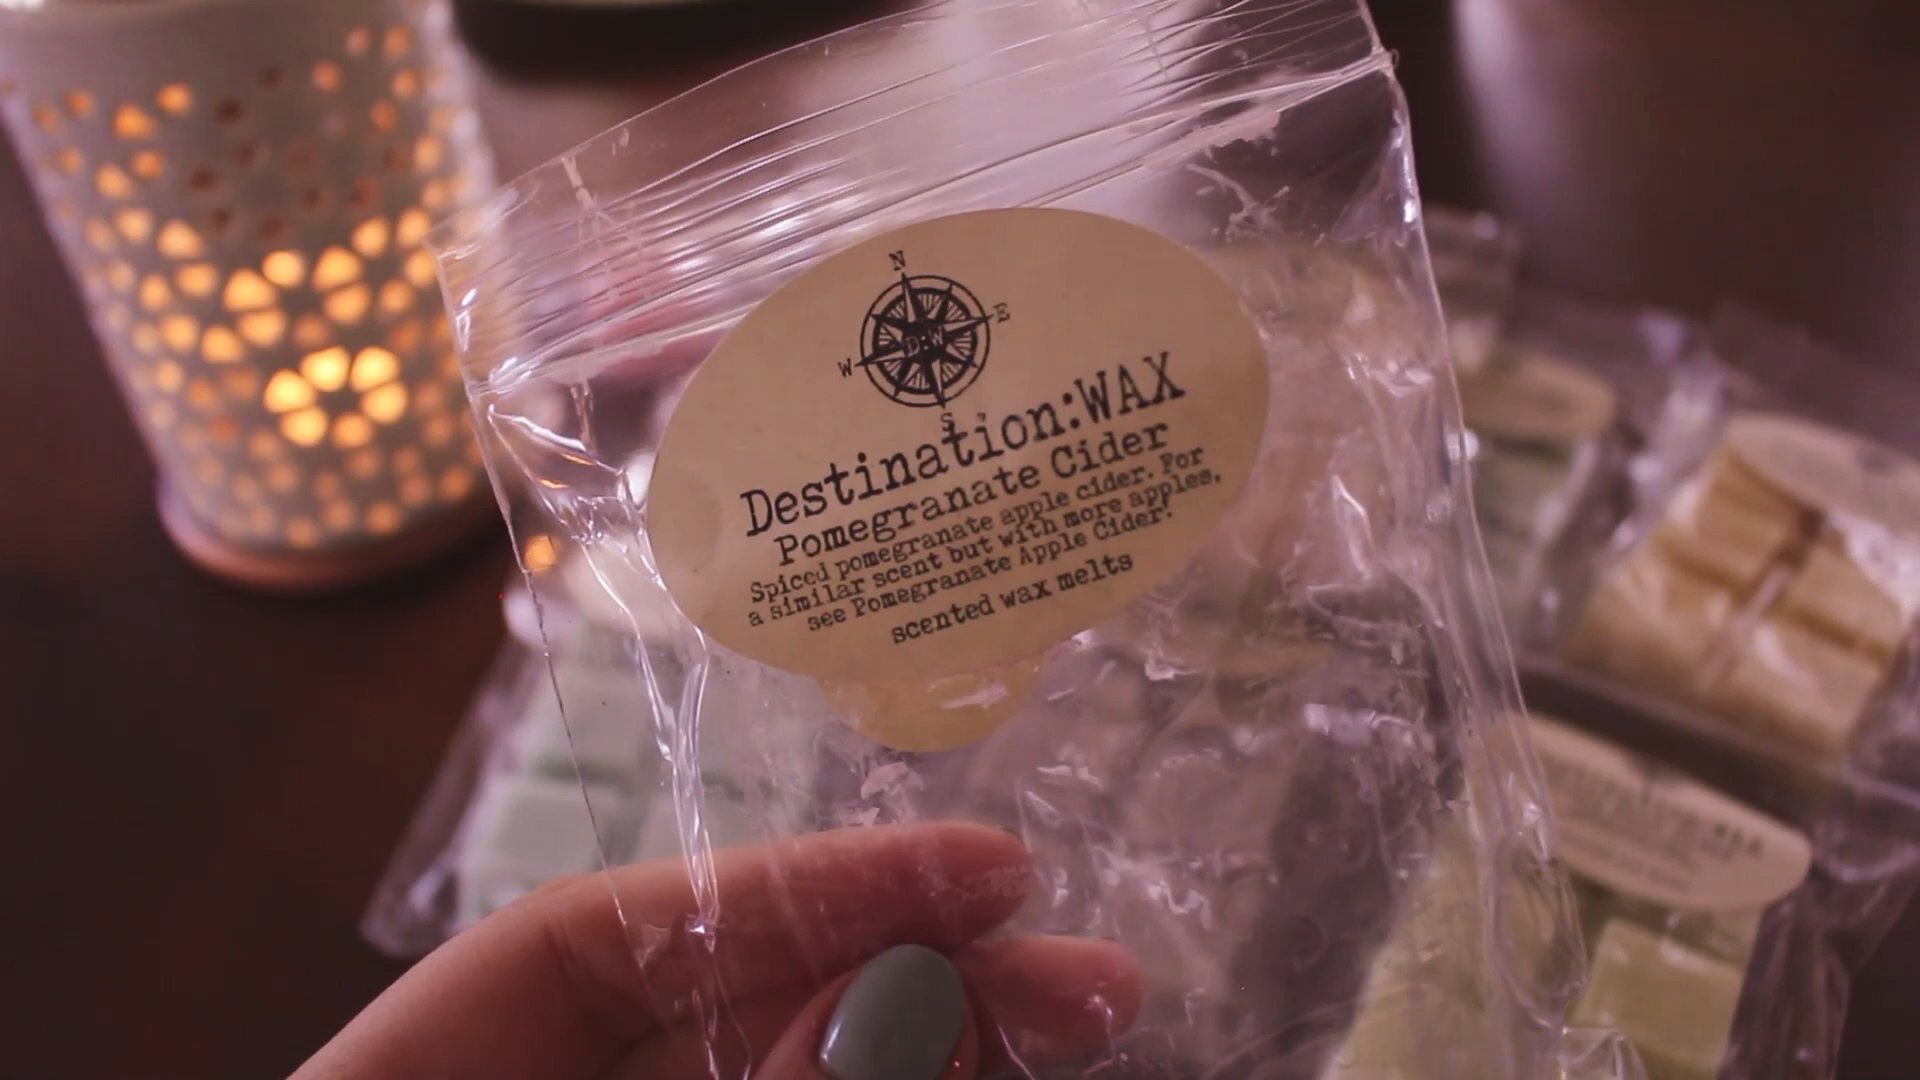 N
E
D:W
W
S
Destination:WAX
Pomegranate Cider
Spiced pomegranate apple cider. For
a similar scent but with more apples,
see Pomegranate Apple Cider!
scented wax melts